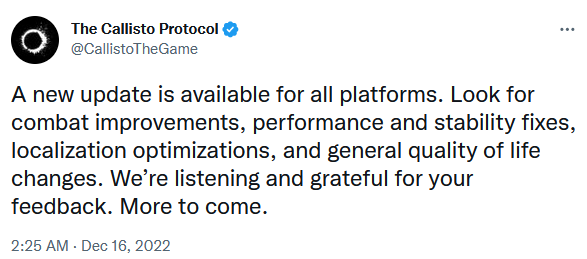 The Callisto Protocol
@CallistoTheGame
A new update is available for all platforms. Look for
combat improvements, performance and stability fixes,
localization optimizations, and general quality of life
changes. We’re listening and grateful for your
feedback. More to come.
2:25 AM · Dec 16, 2022